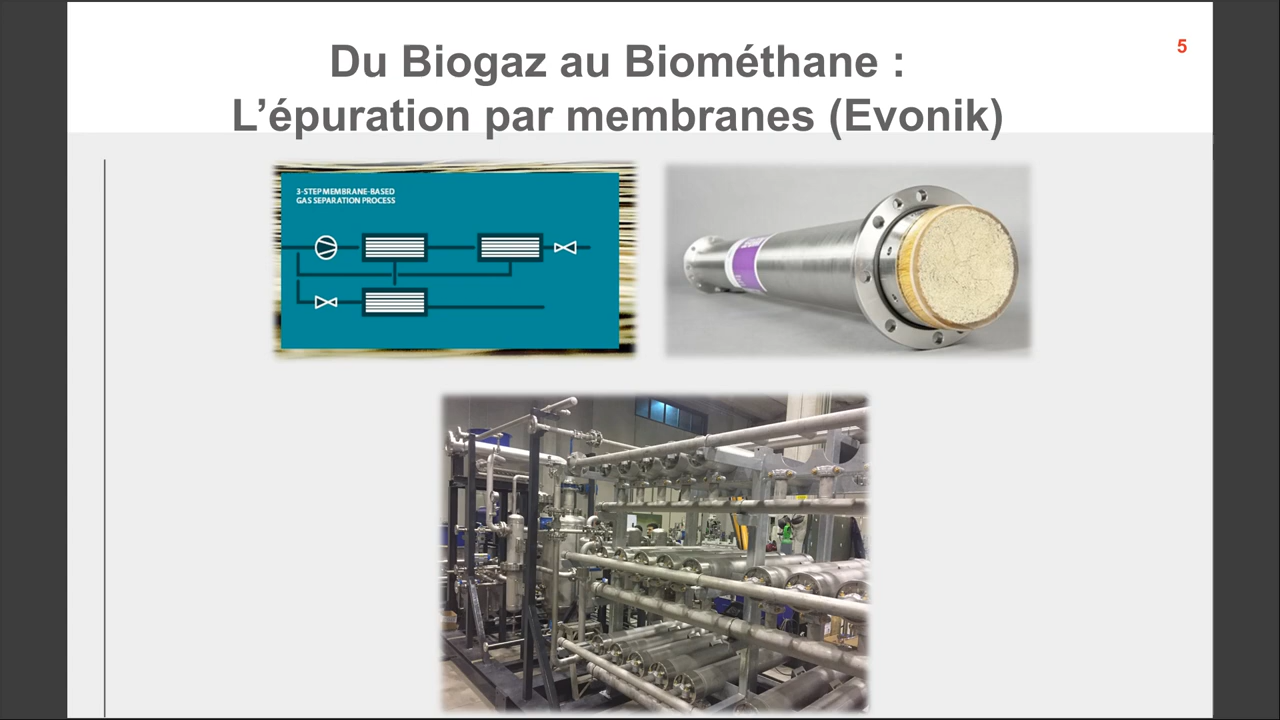 Du Biogaz au Biométhane :
L’épuration par membranes (Evonik)
5
3-STEP MEMBRANE-BASED
GAS SEPARATION PROCESS